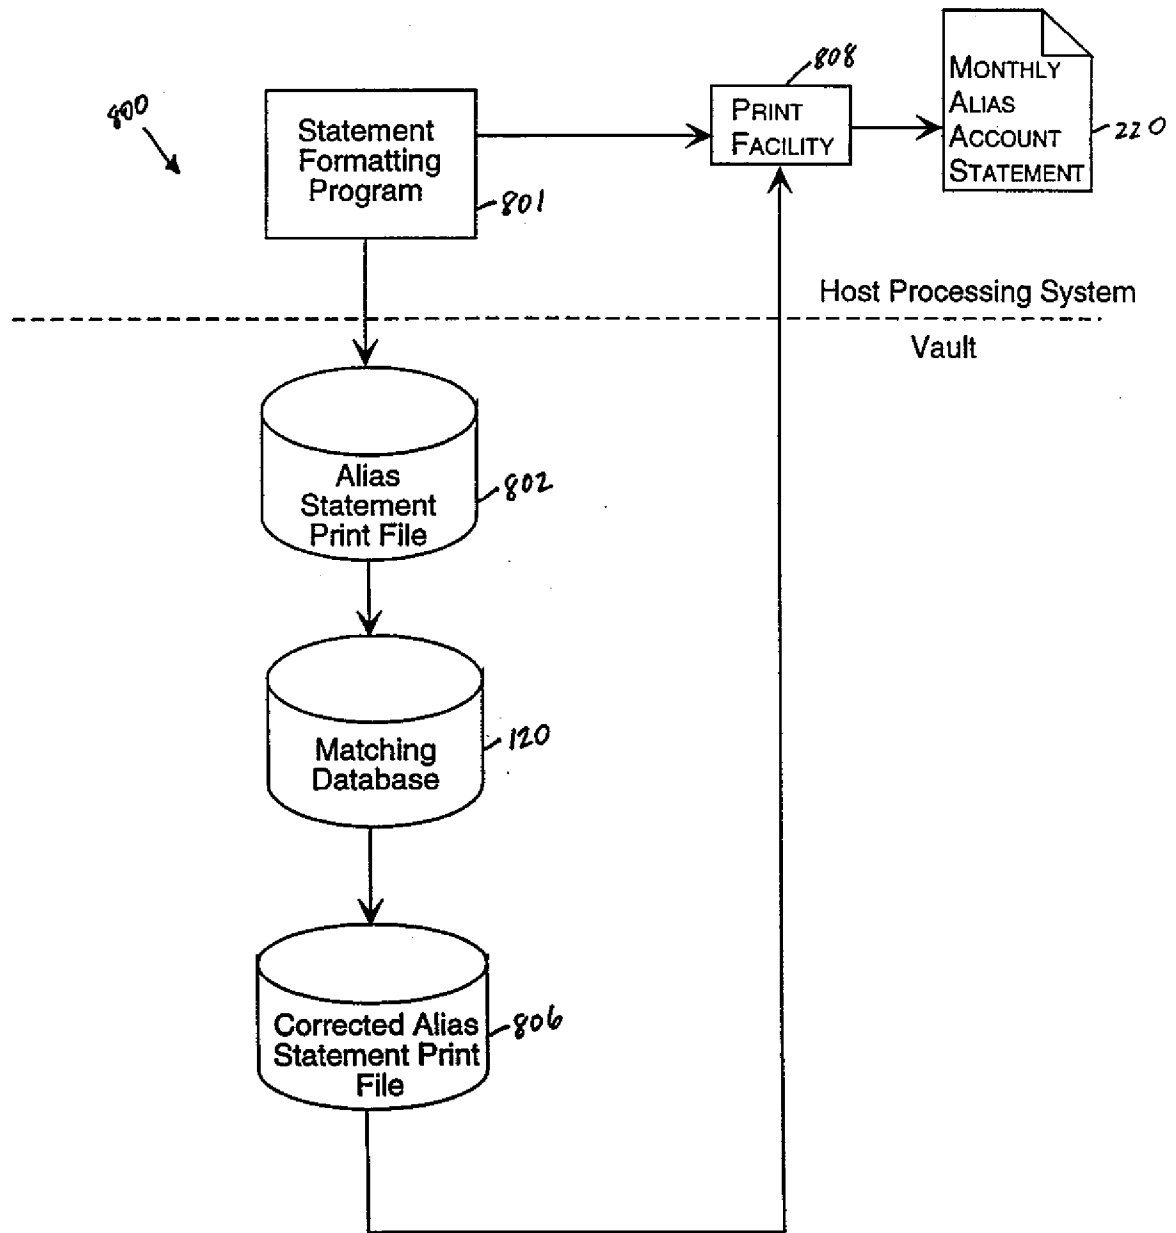 800
Statement
Formatting
Program
801
808
PRINT
FACILITY
MONTHLY
ALIAS
ACCOUNT
STATEMENT
220
Host Processing System
Vault
Alias
Statement
Print File
802
Matching
Database
120
Corrected Alias
Statement Print
File
806